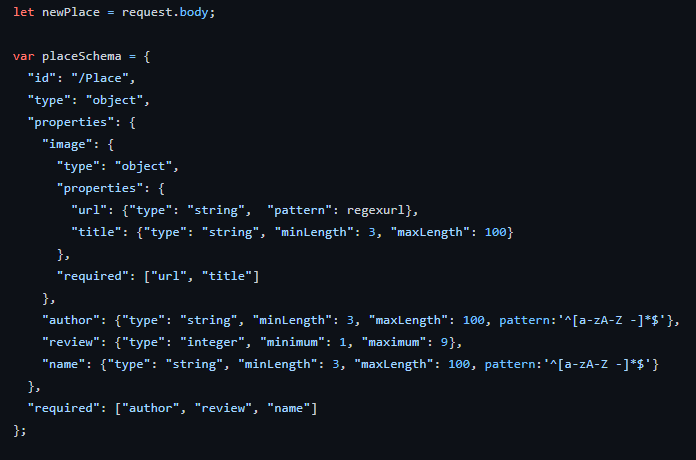 let newPlace = request.body;
var placeSchema = {
"id": "/Place",
"type": "object",
"properties": {
"image": {
"type": "object",
"properties": {
"url": {"type": "string",  "pattern": regexurl},
"title": {"type": "string", "minLength": 3, "maxLength": 100}
},
"required": ["url", "title"]
},
"author": {"type": "string", "minLength": 3, "maxLength": 100, pattern:'^[a-zA-Z -]*$'},
"review": {"type": "integer", "minimum": 1, "maximum": 9},
"name": {"type": "string", "minLength": 3, "maxLength": 100, pattern:'^[a-zA-Z -]*$'}
},
"required": ["author", "review", "name"]
};